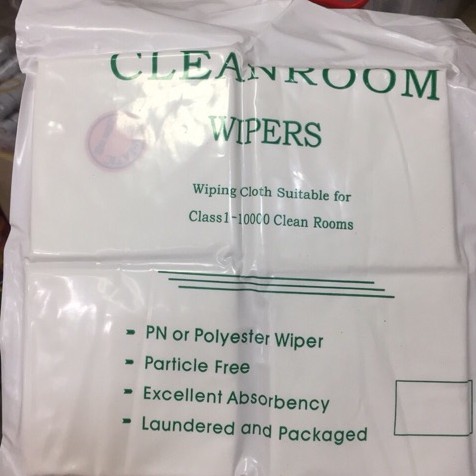 CLEANROOM
WIPERS
Wiping Cloth Suitable for
Class1-10000 Clean Rooms
PN or Polyester Wiper
Particle Free
Excellent Absorbency
Laundered and Packaged